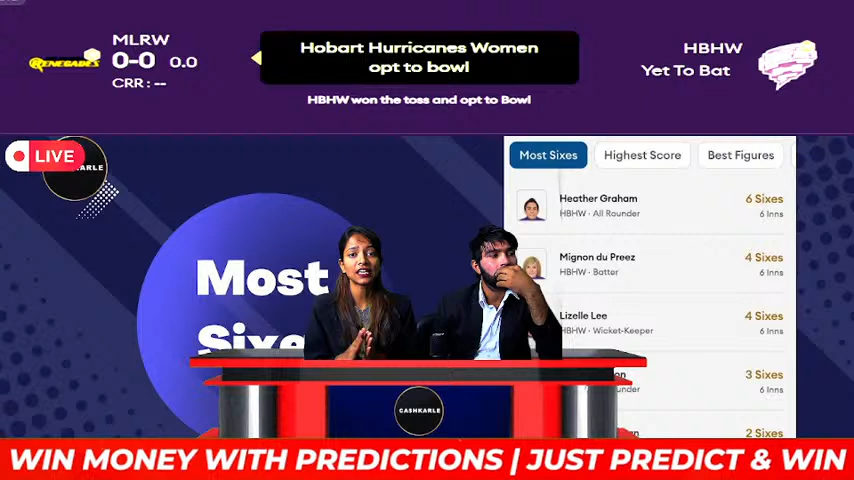 MLRW
0-0 0.0
CRR : --
RENEGADES
Hobart Hurricanes Women
opt to bowl
HBHW won the toss and opt to Bowl
HBHW
Yet To Bat
LIVE
Most
Most Sixes
Highest Score
Best Figures
Heather Graham
6 Sixes
HBHW · All Rounder
6 Inns
Mignon du Preez
4 Sixes
HBHW · Batter
6 Inns
Lizelle Lee
4 Sixes
HBHW · Wicket-Keeper
6 Inns
3 Sixes
6 Inns
2 Sixes
CASHKARLE
WIN MONEY WITH PREDICTIONS | JUST PREDICT & WIN